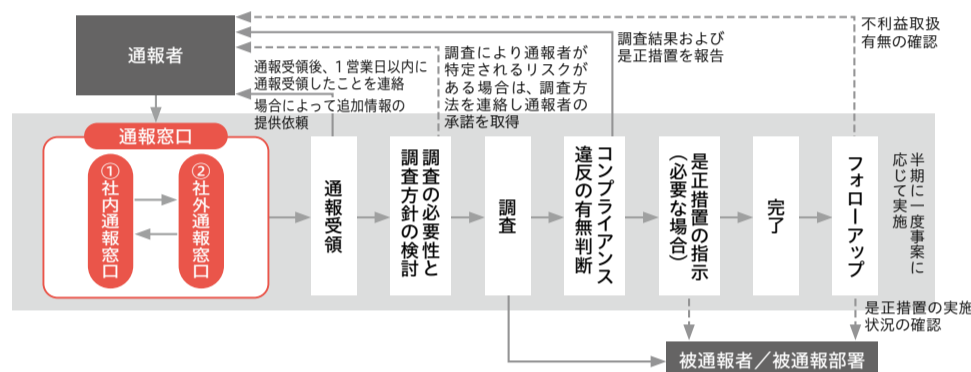 通報者
通報受領後、1営業日以内に
通報受領したことを連絡
場合によって追加情報の
提供依頼
調査により通報者が
特定されるリスクが
ある場合は、調査方
法を連絡し通報者の
承諾を取得
調査結果および
是正措置を報告
不利益取扱
有無の確認
通報窓口
①社内通報窓口
②社外通報窓口
通報受領
調査の必要性と
調査方針の検討
調査
コンプライアンス
違反の有無判断
是正措置の指示
(必要な場合)
完了
フォローアップ
半期に一度事案に
応じて実施
是正措置の実施
状況の確認
被通報者／被通報部署